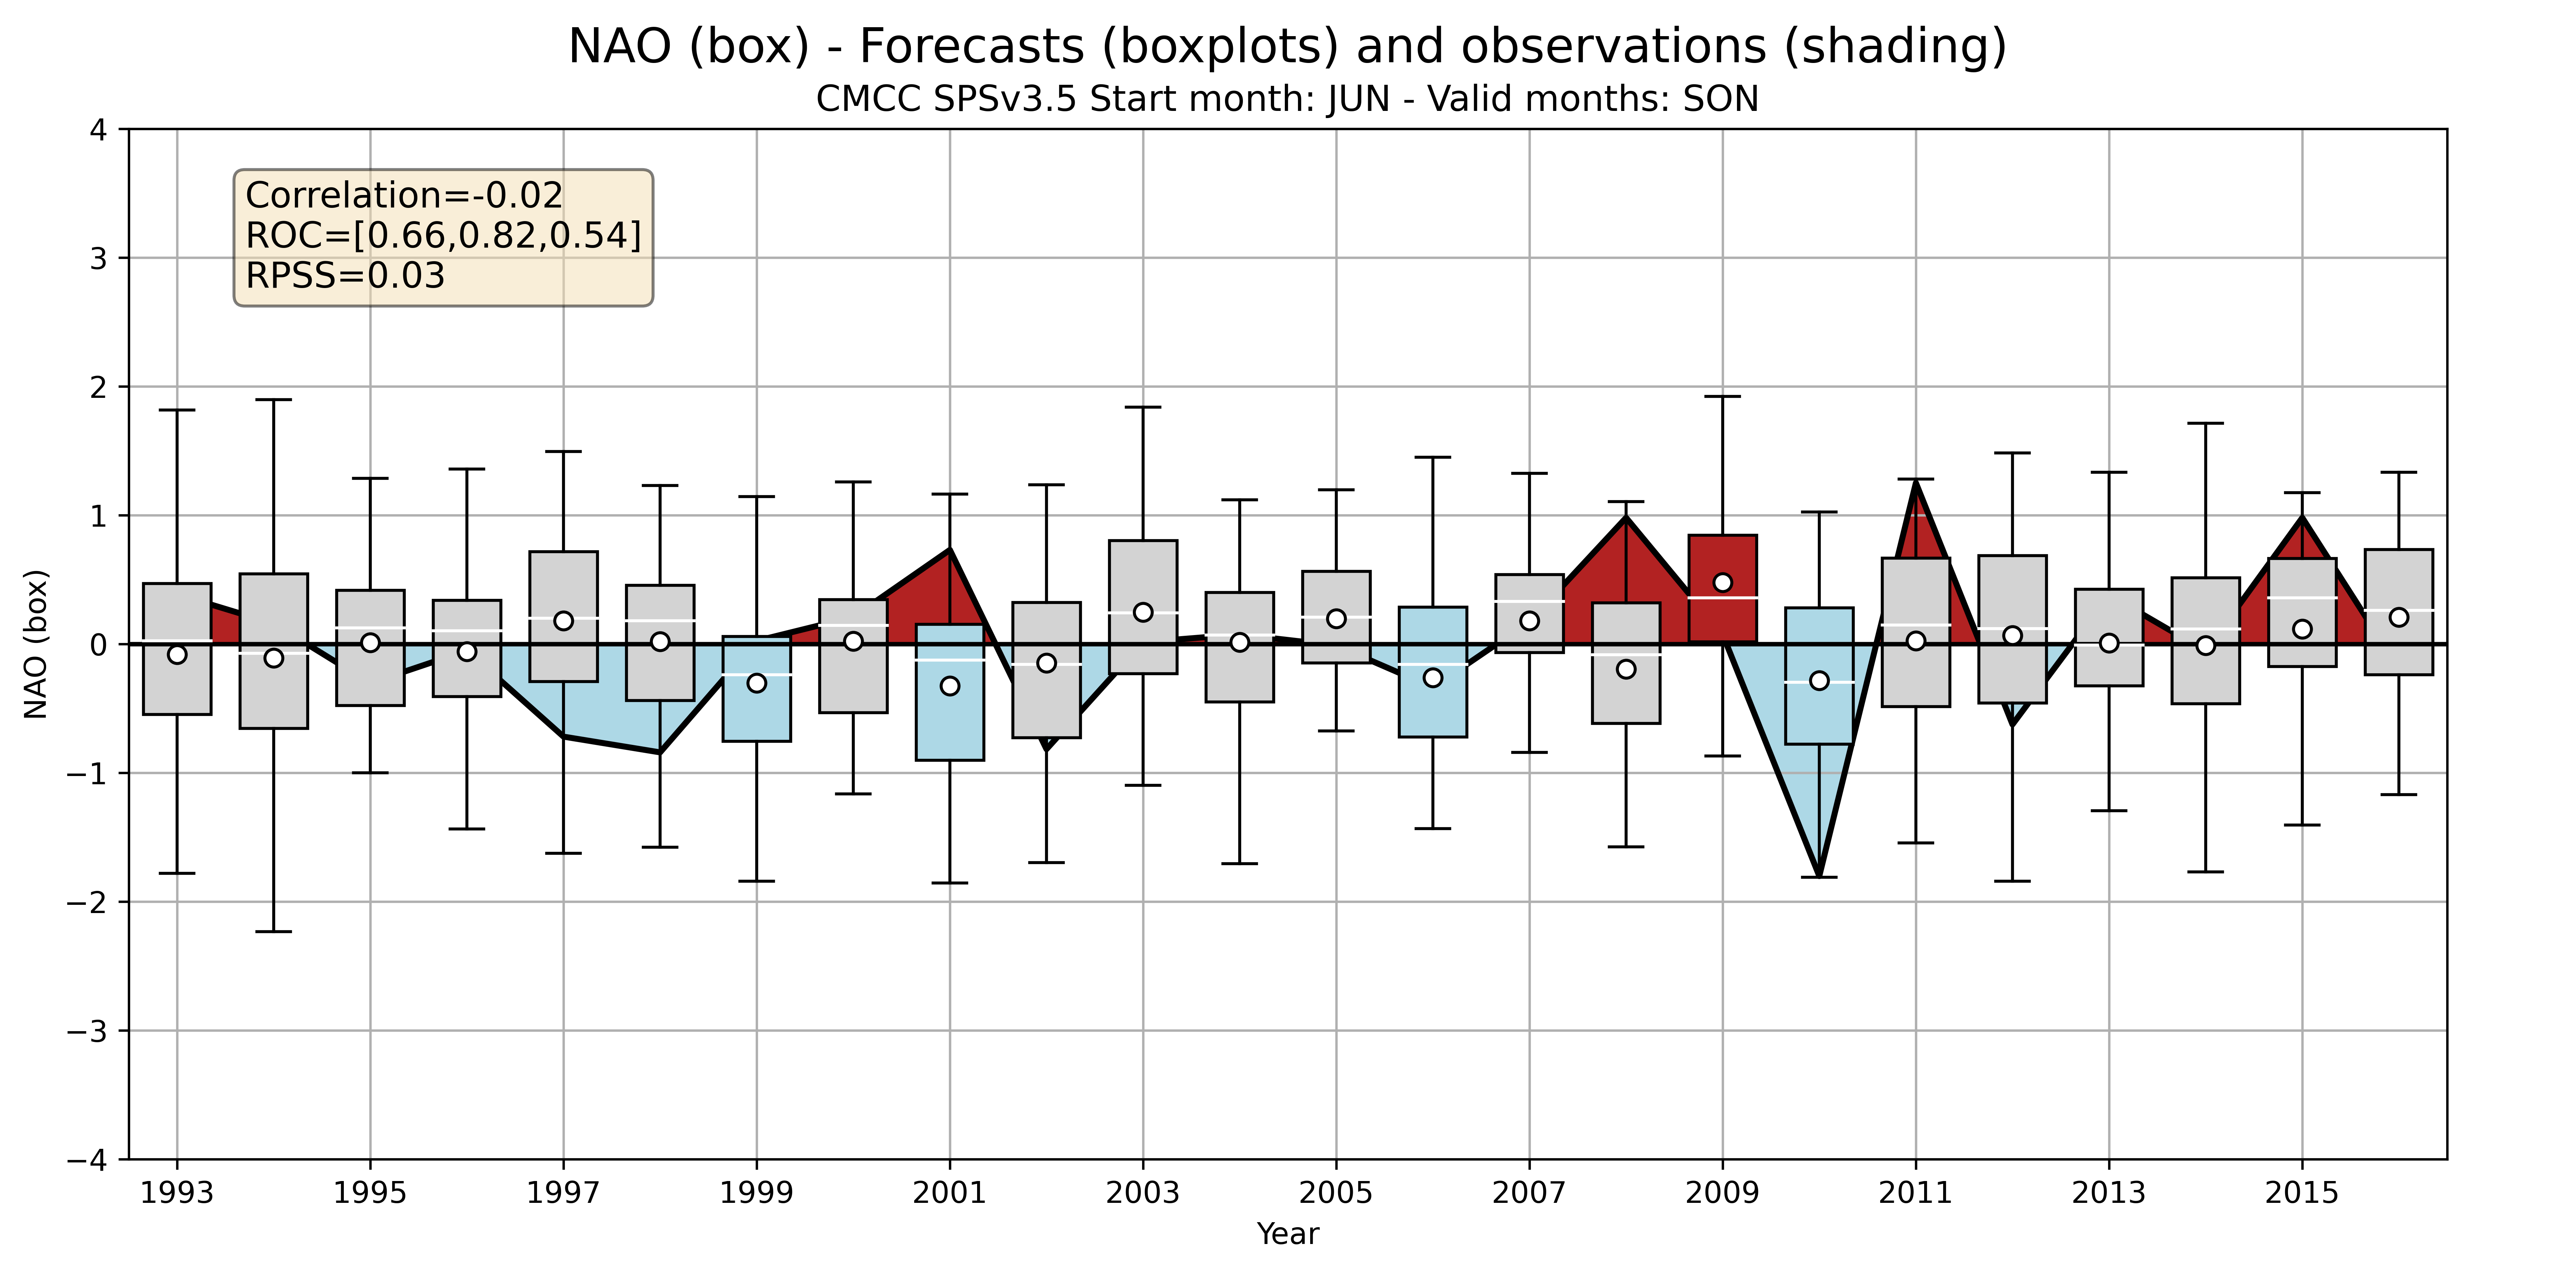 NAO (box) - Forecasts (boxplots) and observations (shading)
CMCC SPSv3.5 Start month: JUN - Valid months: SON
Correlation=-0.02
ROC=[0.66,0.82,0.54]
RPSS=0.03
NAO (box)
4
3
2
1
0
−1
−2
−3
−4
1993 1995 1997 1999 2001 2003 2005 2007 2009 2011 2013 2015
Year